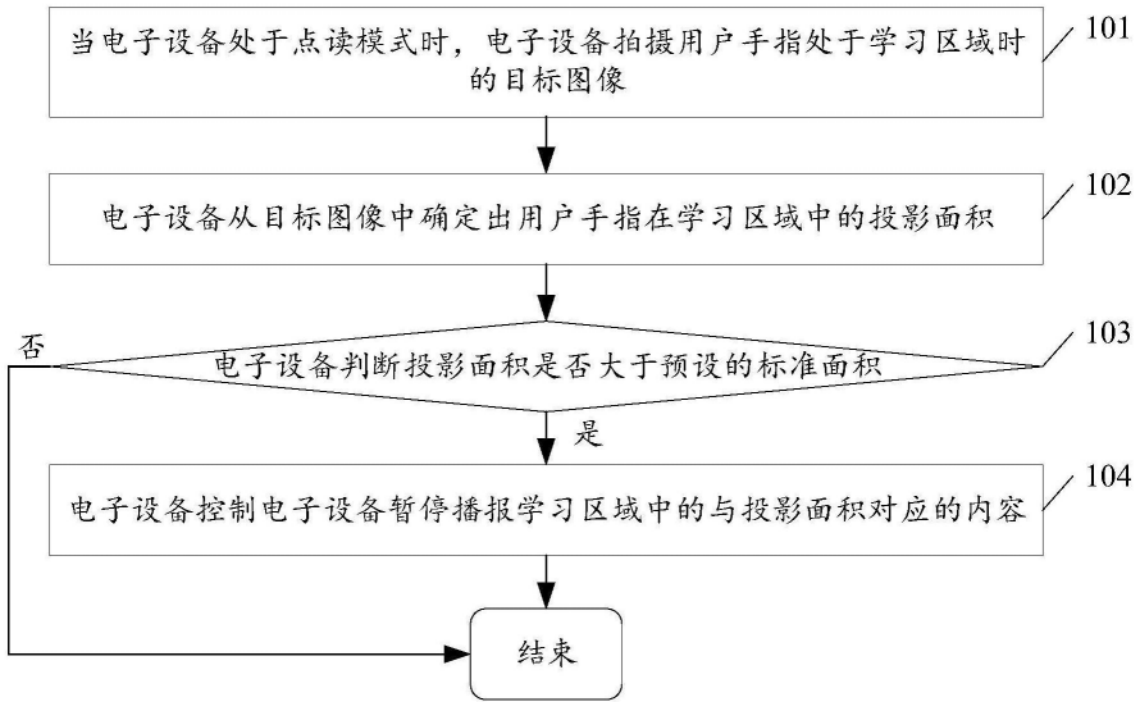 当电子设备处于点读模式时，电子设备拍摄用户手指处于学习区域时
的目标图像
101
电子设备从目标图像中确定出用户手指在学习区域中的投影面积
102
否
电子设备判断投影面积是否大于预设的标准面积
103
是
电子设备控制电子设备暂停播报学习区域中的与投影面积对应的内容
104
结束